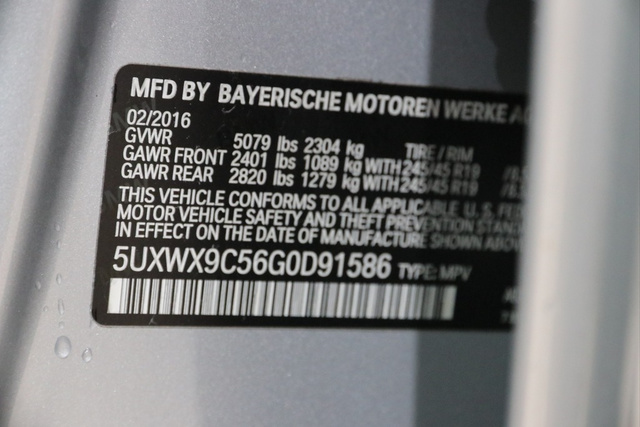 MFD BY BAYERISCHE MOTOREN WERKE AG
02/2016
GVWR 5079 lbs 2304 kg TIRE / RIM
GAWR FRONT 2401 lbs 1089 kg WITH 245/45 R19
GAWR REAR 2820 lbs 1279 kg WITH 245/45 R19
THIS VEHICLE CONFORMS TO ALL APPLICABLE U.S. FED
MOTOR VEHICLE SAFETY AND THEFT PREVENTION
IN EFFECT ON THE DATE OF MANUFACTURE SHOWN ABO
5UXWX9C56G0D91586 TYPE: MPV